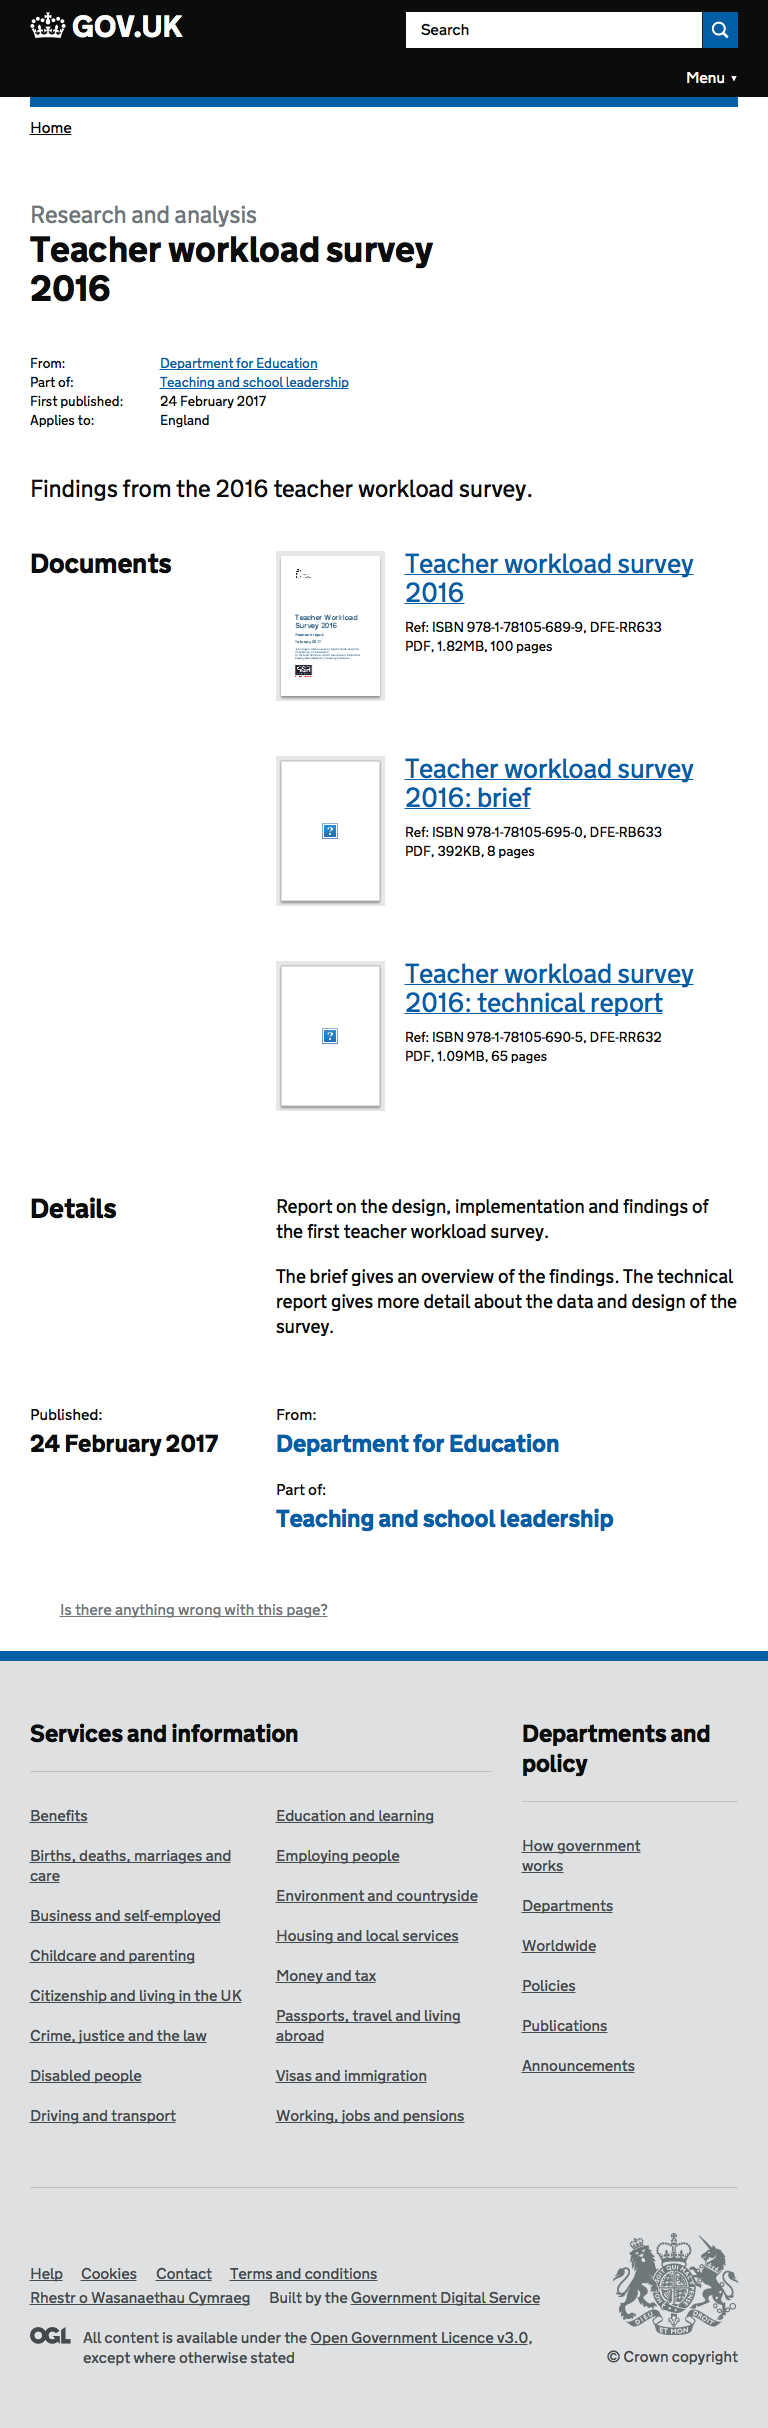 GOV.UK
Search
Menu ▼
Home
Research and analysis
Teacher workload survey
2016
From: Department for Education
Part of: Teaching and school leadership
First published: 24 February 2017
Applies to: England
Findings from the 2016 teacher workload survey.
Documents
Teacher Workload
Survey 2016
Research report
February 2017
Teacher workload survey
2016
Ref: ISBN 978-1-78105-689-9, DFE-RR633
PDF, 1.82MB, 100 pages
Teacher workload survey
2016: brief
Ref: ISBN 978-1-78105-695-0, DFE-RB633
PDF, 392KB, 8 pages
Teacher workload survey
2016: technical report
Ref: ISBN 978-1-78105-690-5, DFE-RR632
PDF, 1.09MB, 65 pages
Details
Report on the design, implementation and findings of
the first teacher workload survey.
The brief gives an overview of the findings. The technical
report gives more detail about the data and design of the
survey.
Published:
24 February 2017
From:
Department for Education
Part of:
Teaching and school leadership
Is there anything wrong with this page?
Services and information
Benefits
Births, deaths, marriages and
care
Business and self-employed
Childcare and parenting
Citizenship and living in the UK
Crime, justice and the law
Disabled people
Driving and transport
Education and learning
Employing people
Environment and countryside
Housing and local services
Money and tax
Passports, travel and living
abroad
Visas and immigration
Working, jobs and pensions
Departments and
policy
How government
works
Departments
Worldwide
Policies
Publications
Announcements
Help Cookies Contact Terms and conditions
Rhestr o Wasanaethau Cymraeg Built by the Government Digital Service
OGL All content is available under the Open Government Licence v3.0,
except where otherwise stated
DIEU ET MON DROIT
© Crown copyright